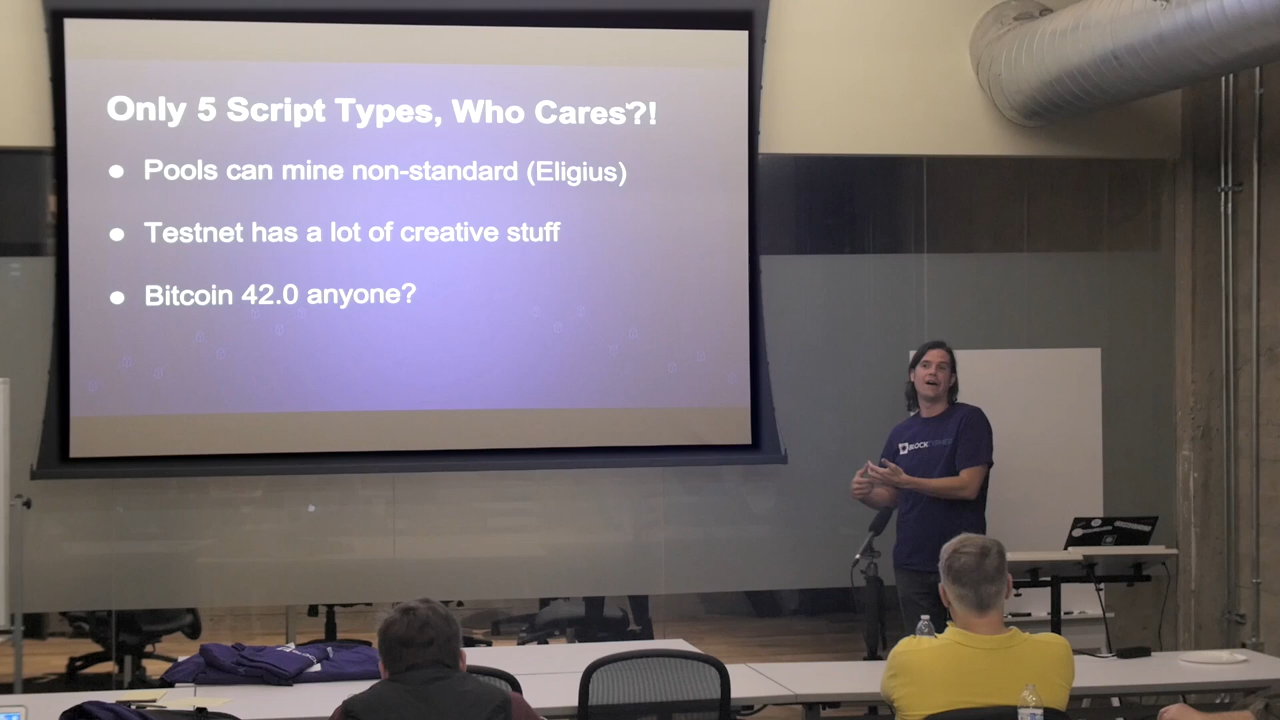 Only 5 Script Types, Who Cares?!
● Pools can mine non-standard (Eligius)
● Testnet has a lot of creative stuff
● Bitcoin 42.0 anyone?
BLOCKCYPHER